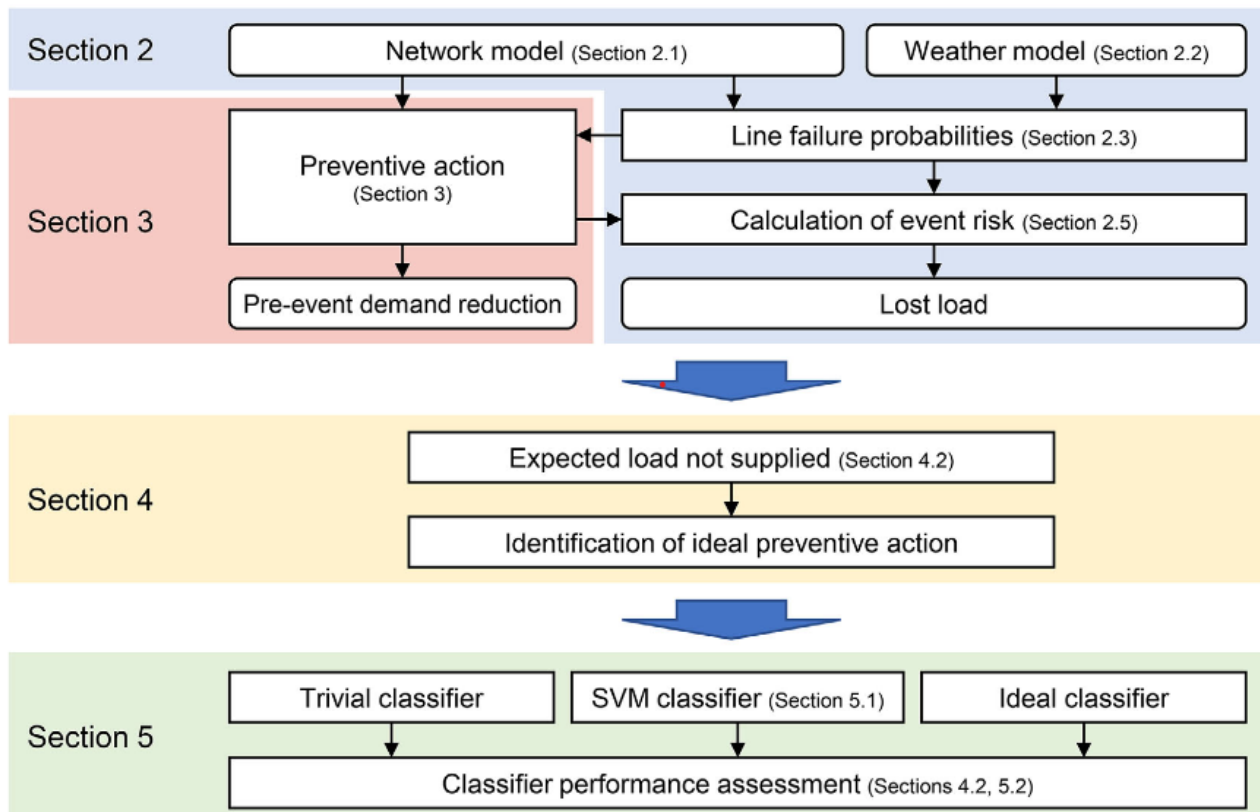 Section 2
Network model (Section 2.1)
Weather model (Section 2.2)
Section 3
Preventive action
(Section 3)
Line failure probabilities (Section 2.3)
Calculation of event risk (Section 2.5)
Pre-event demand reduction
Lost load
Section 4
Expected load not supplied (Section 4.2)
Identification of ideal preventive action
Section 5
Trivial classifier
SVM classifier (Section 5.1)
Ideal classifier
Classifier performance assessment (Sections 4.2, 5.2)